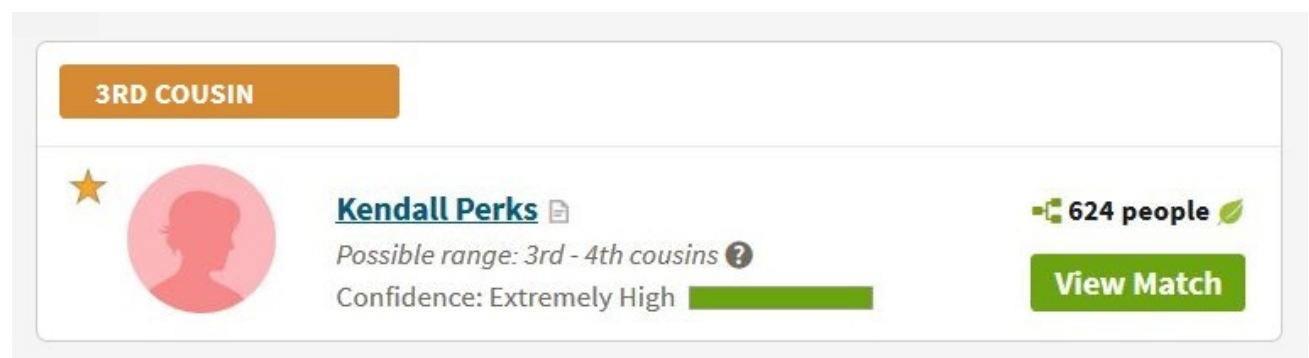 3RD COUSIN
Kendall Perks
624 people
Possible range: 3rd - 4th cousins ?
Confidence: Extremely High
View Match